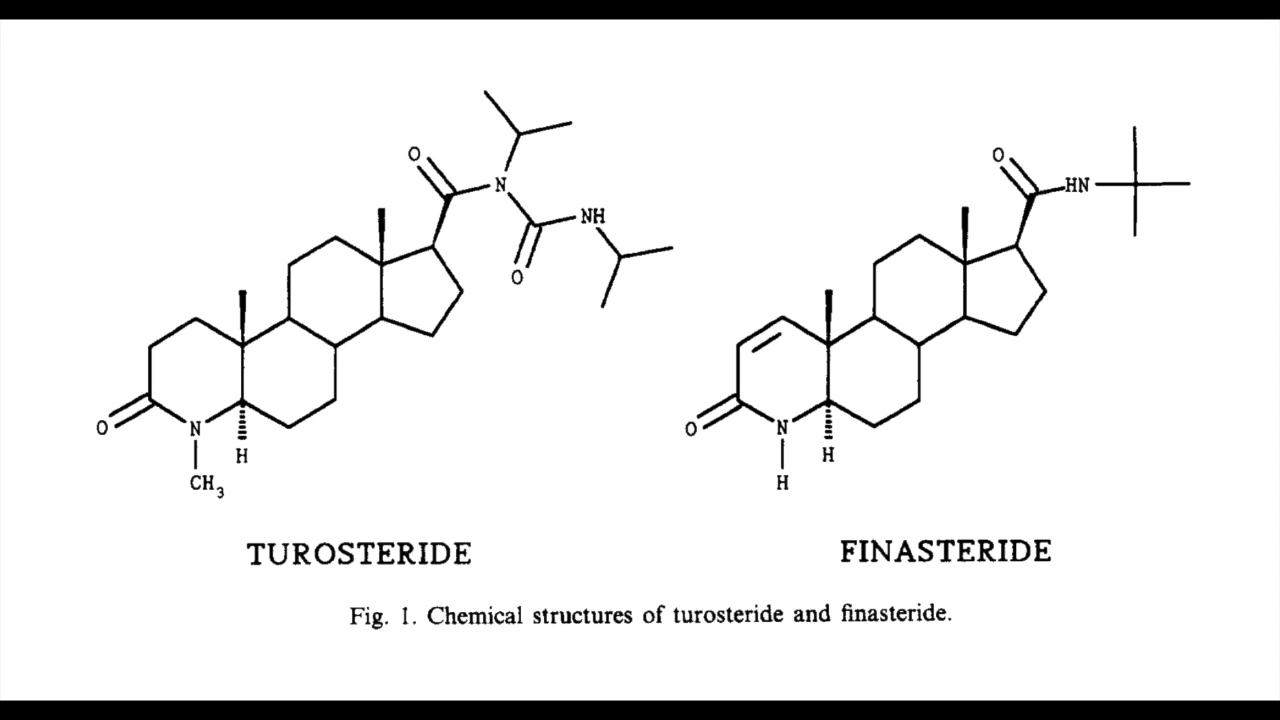 O
N
NH
O
O
N
H
CH3
TUROSTERIDE
O
HN
O
N
H
H
FINASTERIDE
Fig. 1. Chemical structures of turosteride and finasteride.